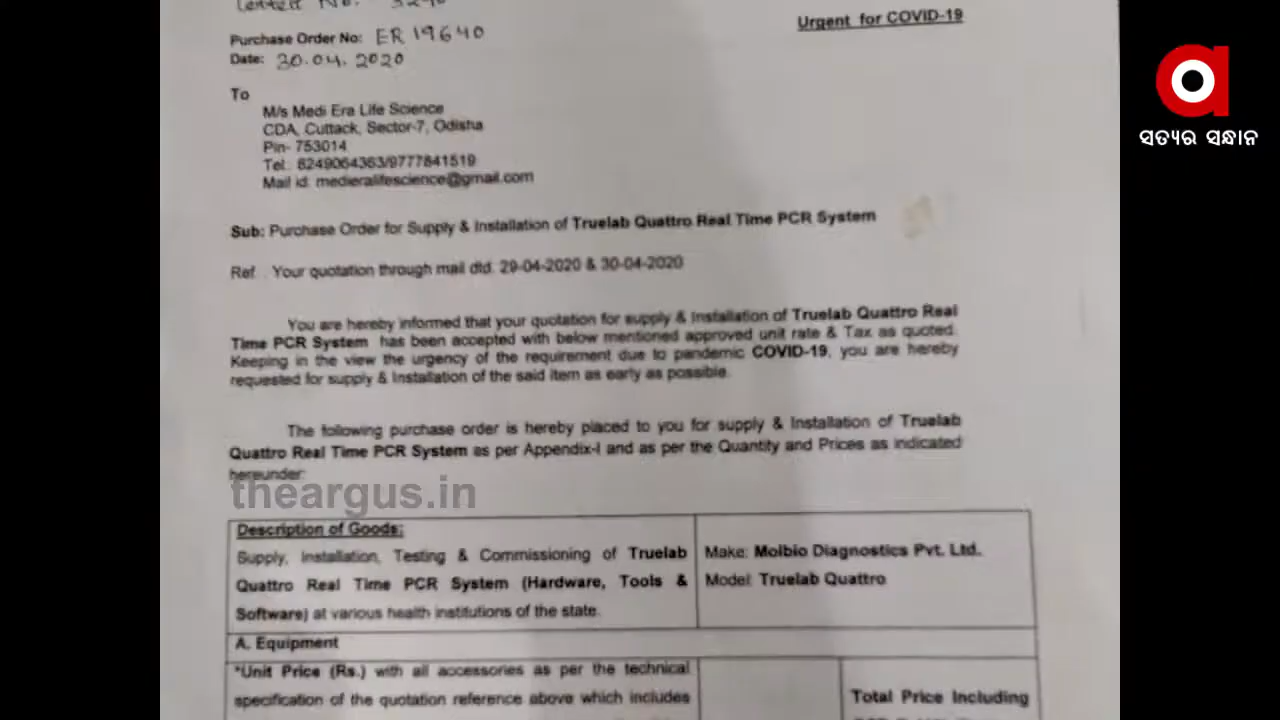 Letter No. 3240
Urgent for COVID-19
Purchase Order No: ER 19640
Date: 30.04.2020
To
M/s Medi Era Life Science
CDA, Cuttack, Sector-7, Odisha
Pin- 753014
Tel: 8249064363/9777841519
Mail id: medieralifescience@gmail.com
Sub: Purchase Order for Supply & Installation of Truelab Quattro Real Time PCR System
Ref . Your quotation through mail dtd. 29-04-2020 & 30-04-2020
You are hereby informed that your quotation for supply & Installation of Truelab Quattro Real
Time PCR System has been accepted with below mentioned approved unit rate & Tax as quoted.
Keeping in the view the urgency of the requirement due to pandemic COVID-19, you are hereby
requested for supply & Installation of the said item as early as possible.
The following purchase order is hereby placed to you for supply & Installation of Truelab
Quattro Real Time PCR System as per Appendix-I and as per the Quantity and Prices as indicated
hereunder:
theargus.in
Description of Goods:
Supply, Installation, Testing & Commissioning of Truelab
Quattro Real Time PCR System (Hardware, Tools &
Software) at various health institutions of the state.
Make: Molbio Diagnostics Pvt. Ltd.
Model: Truelab Quattro
A. Equipment
*Unit Price (Rs.) with all accessories as per the technical
specification of the quotation reference above which includes
Total Price Including
ସତ୍ୟର ସନ୍ଧାନ